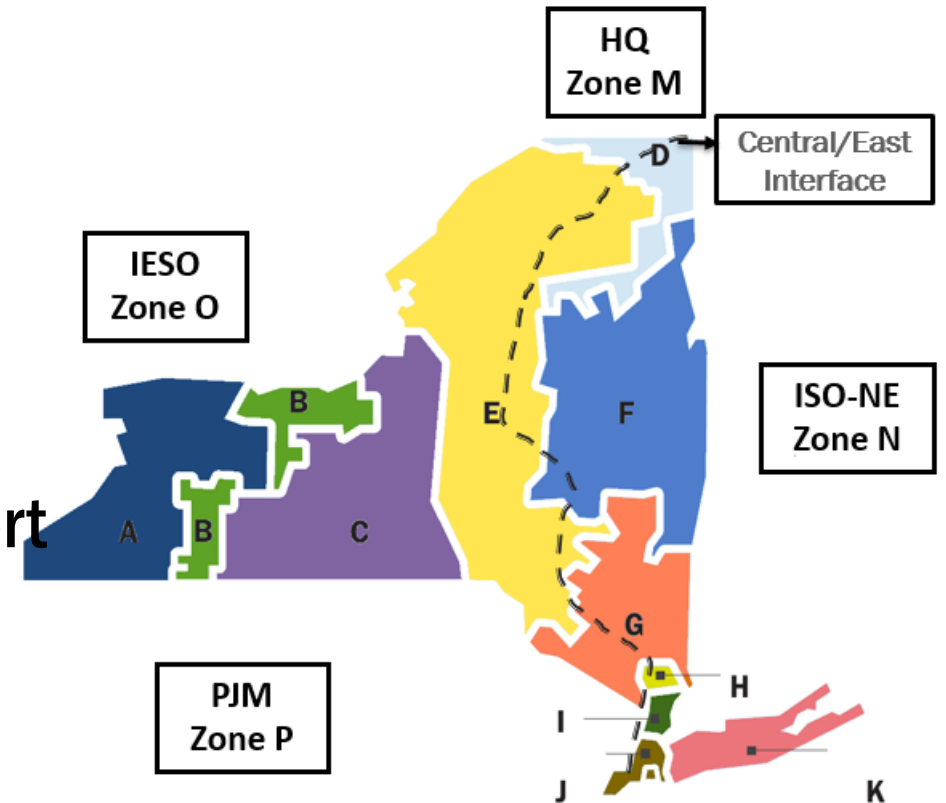 HQ
Zone M
D
Central/East
Interface
IESO
Zone O
B
E
F
ISO-NE
Zone N
rt
A
B
C
G
PJM
Zone P
H
I
J
K